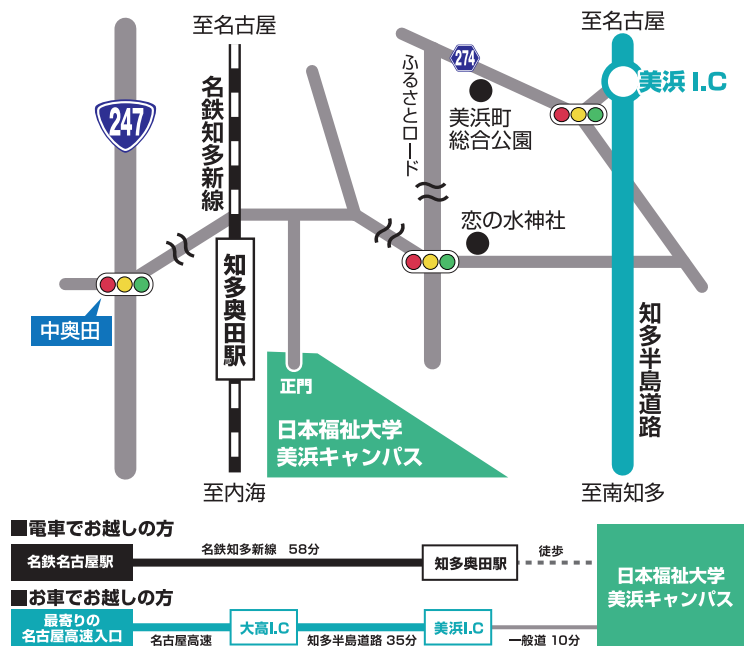 至名古屋
至名古屋
247
名鉄知多新線
ふるさとロード
274
美浜町
総合公園
美浜 I.C
恋の水神社
知多奥田駅
中奥田
知多半島道路
正門
日本福祉大学
美浜キャンパス
至内海
至南知多
■電車でお越しの方
名鉄名古屋駅
名鉄知多新線 58分
知多奥田駅
徒歩
日本福祉大学
美浜キャンパス
■お車でお越しの方
最寄りの
名古屋高速入口
名古屋高速
大高I.C
知多半島道路 35分
美浜I.C
一般道 10分